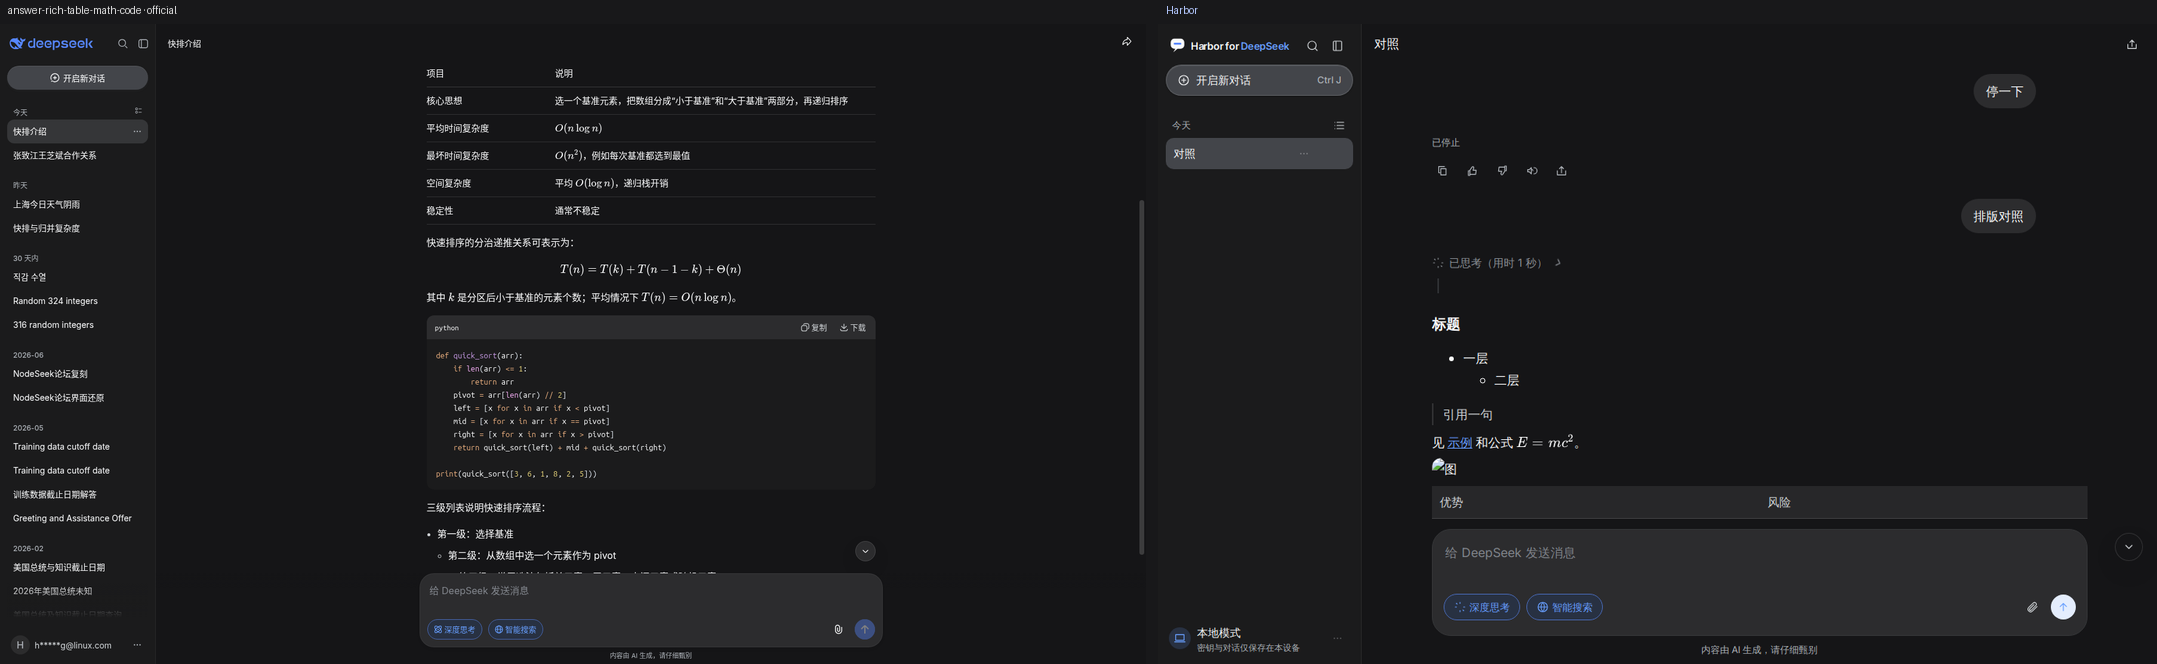 answer-rich-table-math-code · official
deepseek
开启新对话
今天
快排介绍
张致江王芝斌合作关系
昨天
上海今日天气阴雨
快排与归并复杂度
30 天内
직감 수열
Random 324 integers
316 random integers
2026-06
NodeSeek论坛复刻
NodeSeek论坛界面还原
2026-05
Training data cutoff date
Training data cutoff date
训练数据截止日期解答
Greeting and Assistance Offer
2026-02
美国总统与知识截止日期
2026年美国总统未知
H h*****g@linux.com
快排介绍
项目 说明
核心思想 选一个基准元素，把数组分成“小于基准”和“大于基准”两部分，再递归排序
平均时间复杂度 O(n log n)
最坏时间复杂度 O(n²)，例如每次基准都选到最值
空间复杂度 平均 O(log n)，递归栈开销
稳定性 通常不稳定
快速排序的分治递推关系可表示为：
T(n) = T(k) + T(n − 1 − k) + Θ(n)
其中 k 是分区后小于基准的元素个数；平均情况下 T(n) = O(n log n)。
python 复制 下载
def quick_sort(arr):
    if len(arr) <= 1:
        return arr
    pivot = arr[len(arr) // 2]
    left = [x for x in arr if x < pivot]
    mid = [x for x in arr if x == pivot]
    right = [x for x in arr if x > pivot]
    return quick_sort(left) + mid + quick_sort(right)
print(quick_sort([3, 6, 1, 8, 2, 5]))
三级列表说明快速排序流程：
• 第一级：选择基准
◦ 第二级：从数组中选一个元素作为 pivot
给 DeepSeek 发送消息
深度思考 智能搜索
内容由 AI 生成，请仔细甄别
Harbor
Harbor for DeepSeek
开启新对话 Ctrl J
今天
对照
本地模式
密钥与对话仅保存在本设备
对照
停一下
已停止
排版对照
已思考（用时 1 秒）
标题
• 一层
◦ 二层
引用一句
见 示例 和公式 E = mc²。
图
优势 风险
给 DeepSeek 发送消息
深度思考 智能搜索
内容由 AI 生成，请仔细甄别